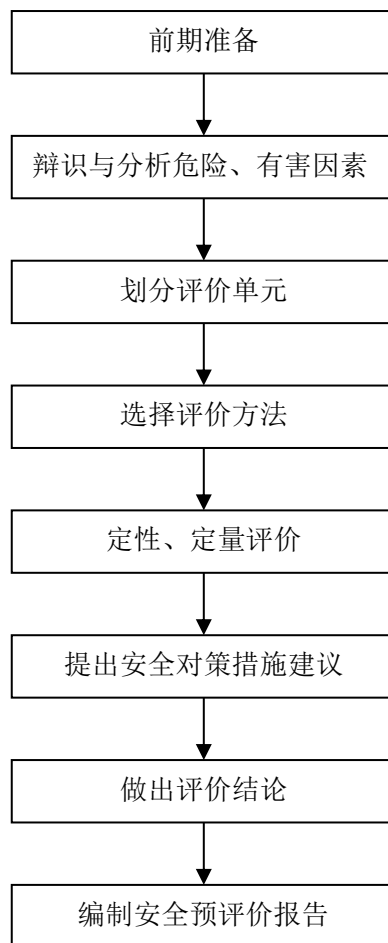 前期准备
辩识与分析危险、有害因素
划分评价单元
选择评价方法
定性、定量评价
提出安全对策措施建议
做出评价结论
编制安全预评价报告